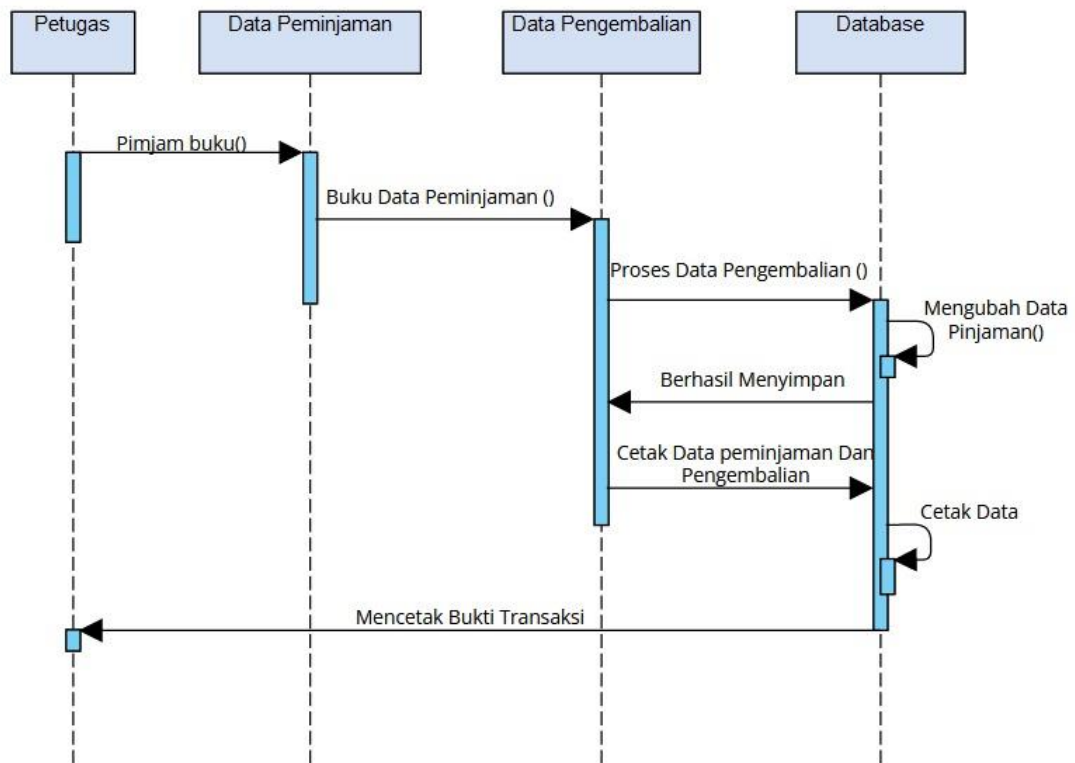 Petugas
Data Peminjaman
Data Pengembalian
Database
Pimjam buku()
Buku Data Peminjaman ()
Proses Data Pengembalian ()
Mengubah Data
Pinjaman()
Berhasil Menyimpan
Cetak Data peminjaman Dan
Pengembalian
Cetak Data
Mencetak Bukti Transaksi